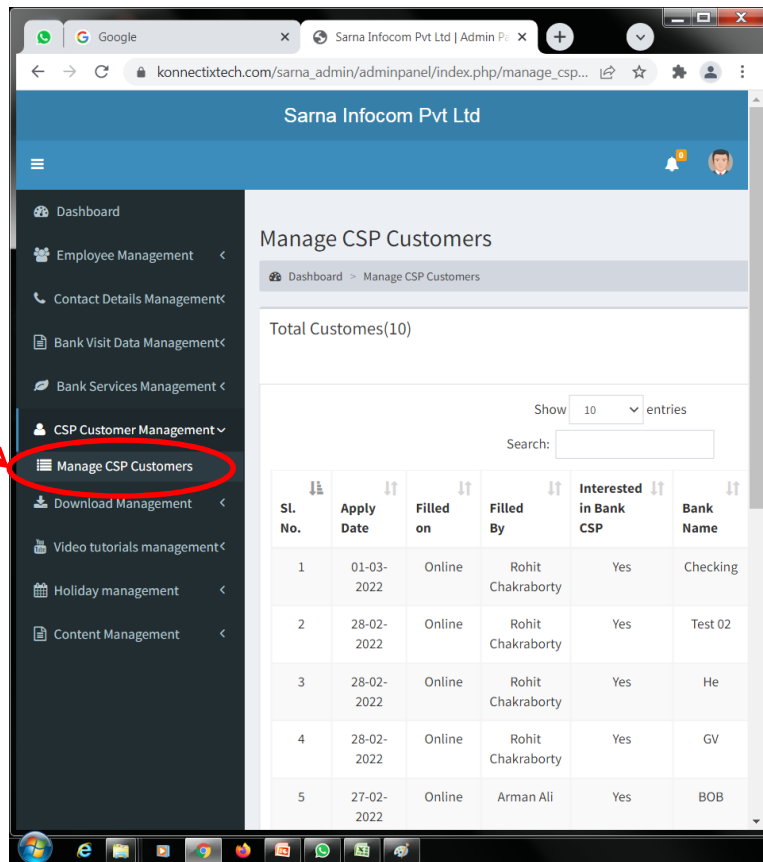 Google
Sarna Infocom Pvt Ltd | Admin Pa
konnectixtech.com/sarna_admin/adminpanel/index.php/manage_csp...
Sarna Infocom Pvt Ltd
0
Dashboard
Employee Management
Contact Details Management
Bank Visit Data Management
Bank Services Management
CSP Customer Management
Manage CSP Customers
Download Management
Video tutorials management
Holiday management
Content Management
Manage CSP Customers
Dashboard > Manage CSP Customers
Total Customes(10)
Show 10 entries
Search:
Sl. No. Apply Date Filled on Filled By Interested in Bank CSP Bank Name
1 01-03-2022 Online Rohit Chakraborty Yes Checking
2 28-02-2022 Online Rohit Chakraborty Yes Test 02
3 28-02-2022 Online Rohit Chakraborty Yes He
4 28-02-2022 Online Rohit Chakraborty Yes GV
5 27-02-2022 Online Arman Ali Yes BOB